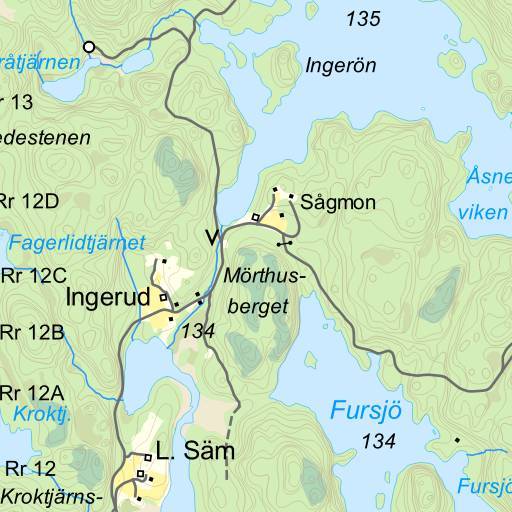 135
Ingerön
råtjärnen
r 13
edestenen
Åsne
viken
Rr 12D
Sågmon
Fagerlidtjärnet
Rr 12C
Ingerud
Mörthus-
berget
Rr 12B
134
Rr 12A
Kroktj.
Fursjö
134
L. Säm
Rr 12
Fursjö
Kroktjärns-